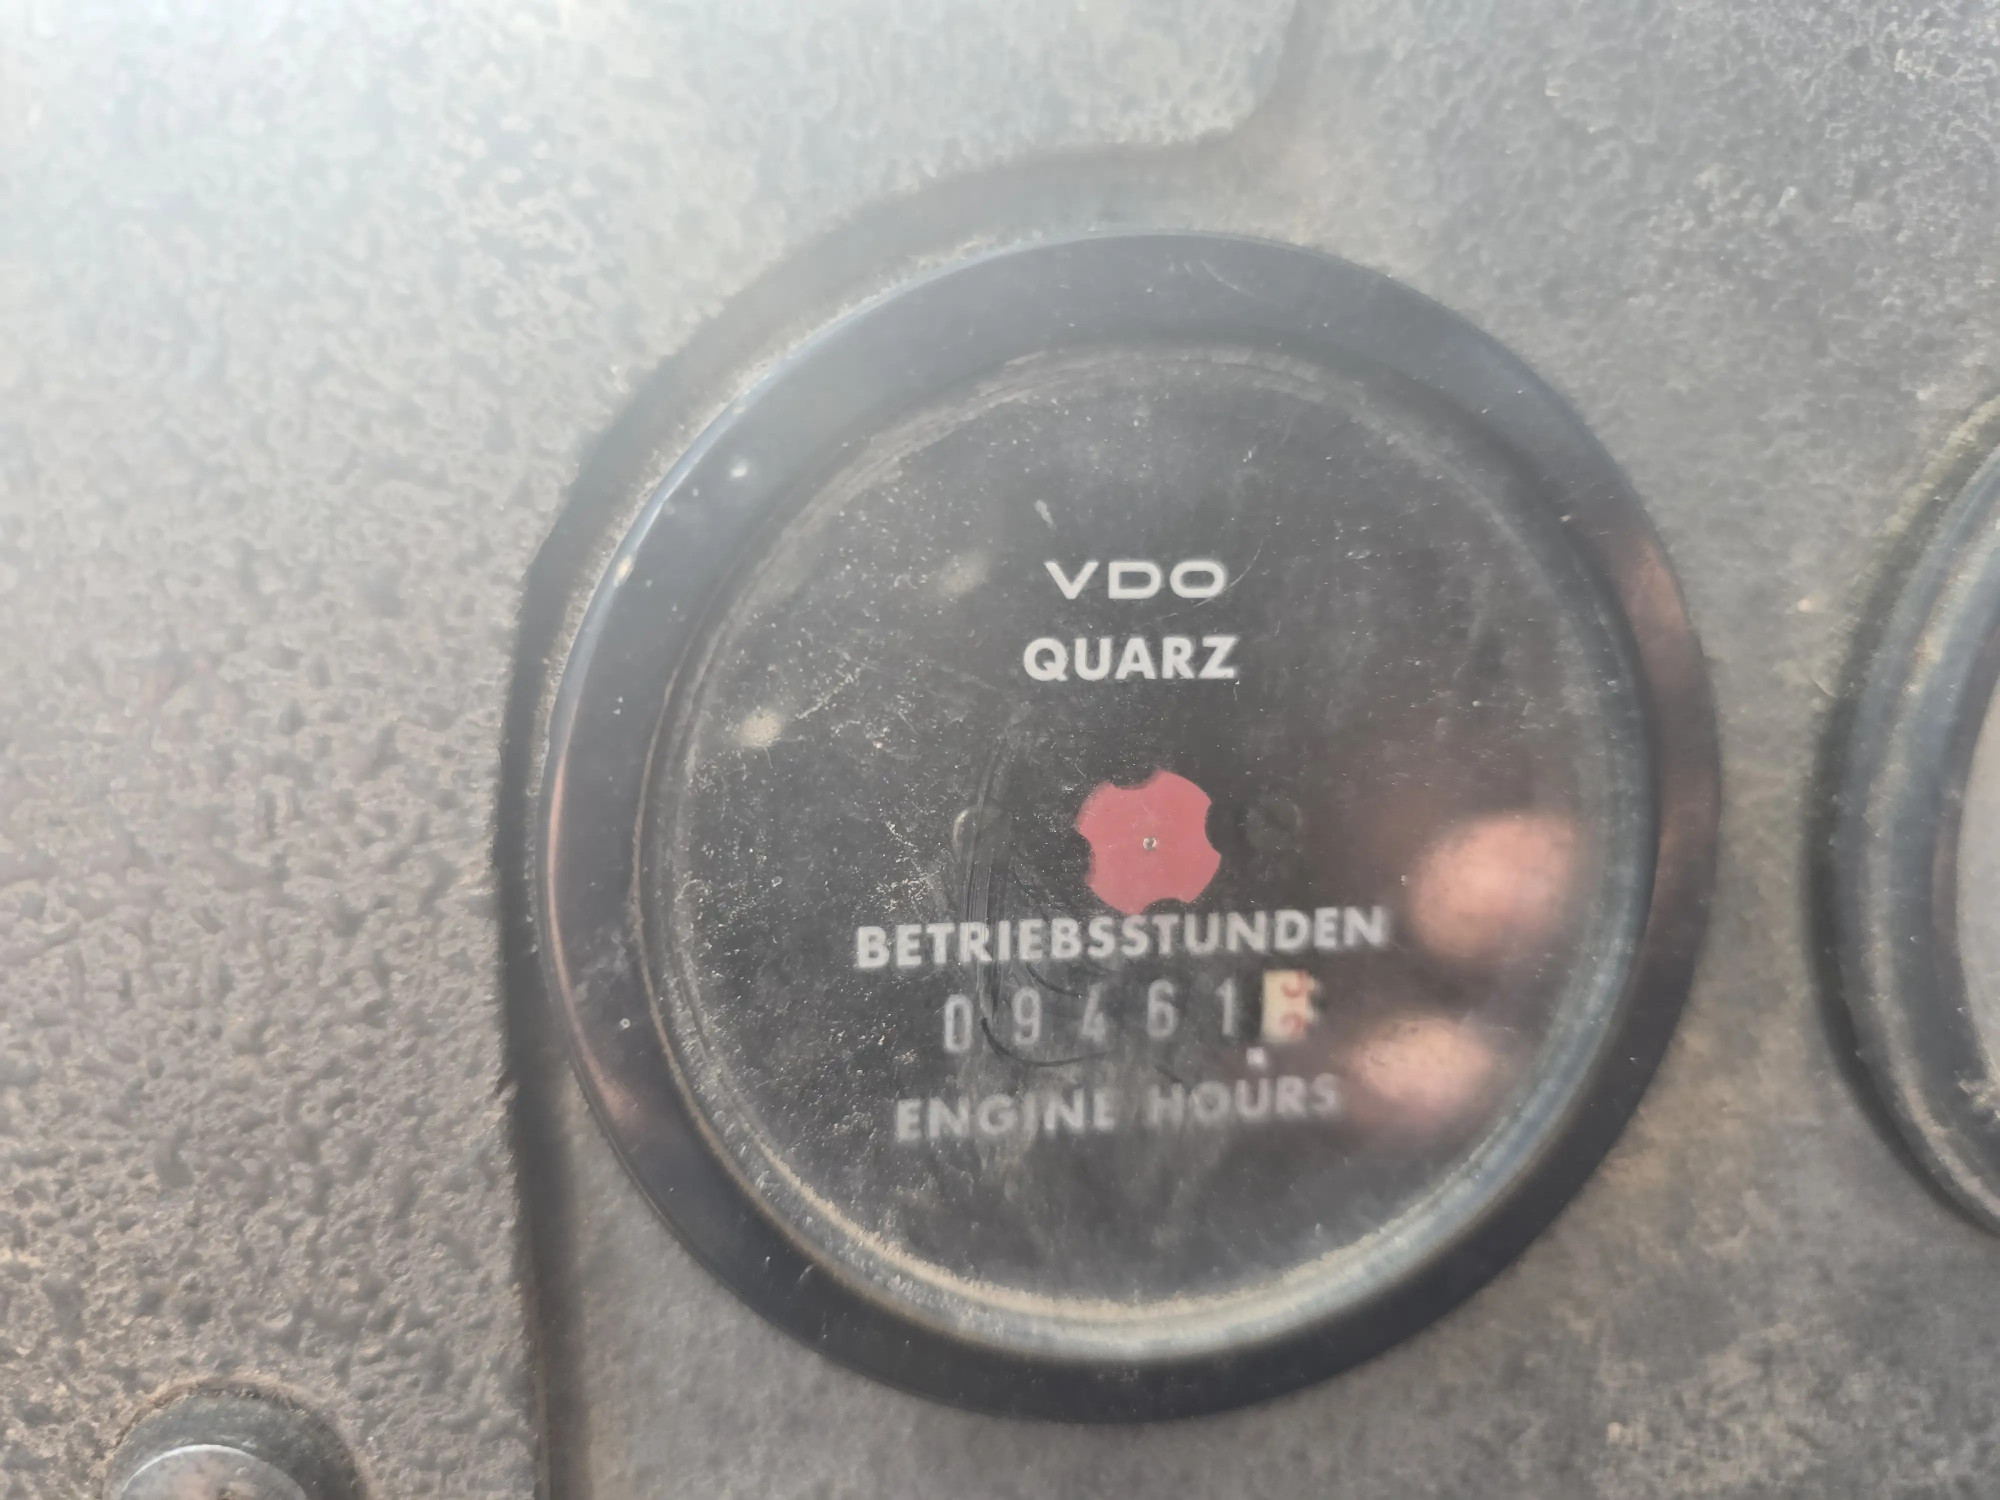 VDO
QUARZ
BETRIEBSSTUNDEN
09461
ENGINE HOURS